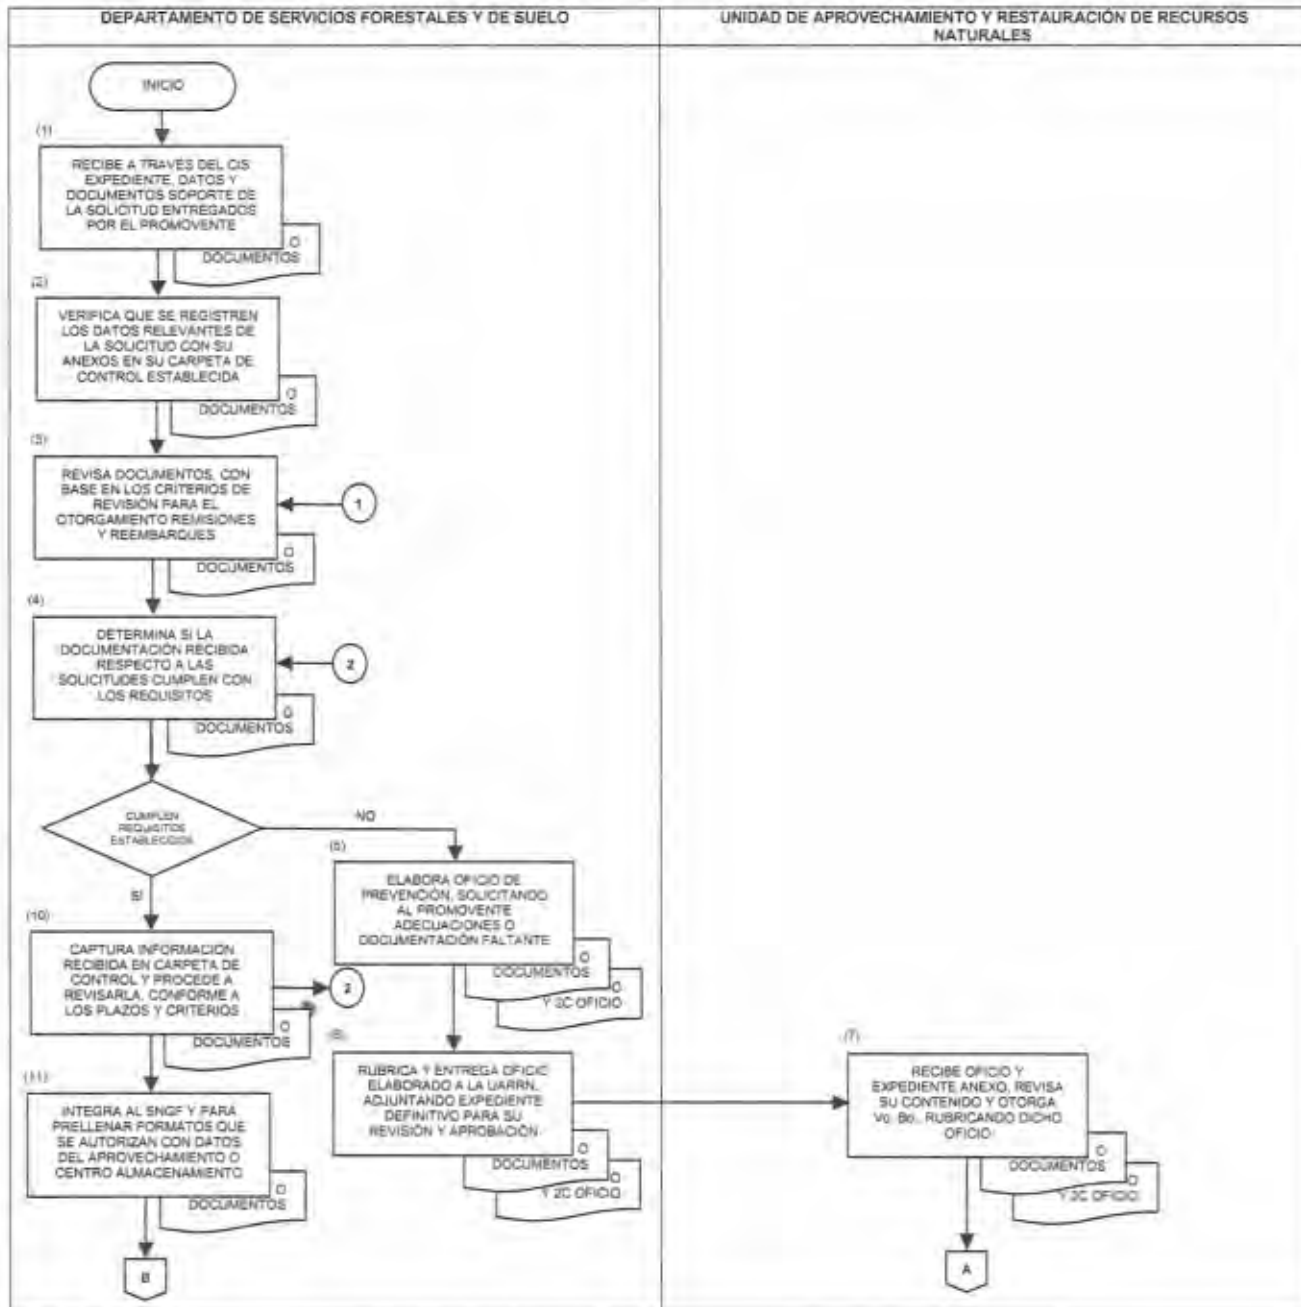 DEPARTAMENTO DE SERVICIOS FORESTALES Y DE SUELO
UNIDAD DE APROVECHAMIENTO Y RESTAURACIÓN DE RECURSOS
NATURALES
INICIO
(1)
RECIBE A TRAVÉS DEL CIS
EXPEDIENTE, DATOS Y
DOCUMENTOS SOPORTE DE
LA SOLICITUD ENTREGADOS
POR EL PROMOVENTE
O
DOCUMENTOS
(2)
VERIFICA QUE SE REGISTREN
LOS DATOS RELEVANTES DE
LA SOLICITUD CON SU
ANEXOS EN SU CARPETA DE
CONTROL ESTABLECIDA
O
DOCUMENTOS
(3)
REVISA DOCUMENTOS, CON
BASE EN LOS CRITERIOS DE
REVISIÓN PARA EL
OTORGAMIENTO REMISIONES
Y REEMBARQUES
1
O
DOCUMENTOS
(4)
DETERMINA SI LA
DOCUMENTACIÓN RECIBIDA
RESPECTO A LAS
SOLICITUDES CUMPLEN CON
LOS REQUISITOS
2
O
DOCUMENTOS
CUMPLEN
REQUISITOS
ESTABLECIDOS
NO
SI
(5)
ELABORA OFICIO DE
PREVENCIÓN, SOLICITANDO
AL PROMOVENTE
ADECUACIONES O
DOCUMENTACIÓN FALTANTE
O
DOCUMENTOS
O
Y 2C OFICIO
(10)
CAPTURA INFORMACIÓN
RECIBIDA EN CARPETA DE
CONTROL Y PROCEDE A
REVISARLA, CONFORME A
LOS PLAZOS Y CRITERIOS
2
O
DOCUMENTOS
(6)
RUBRICA Y ENTREGA OFICIO
ELABORADO A LA UARRN,
ADJUNTANDO EXPEDIENTE
DEFINITIVO PARA SU
REVISIÓN Y APROBACIÓN
O
DOCUMENTOS
O
Y 2C OFICIO
(7)
RECIBE OFICIO Y
EXPEDIENTE ANEXO, REVISA
SU CONTENIDO Y OTORGA
Vo. Bo., RUBRICANDO DICHO
OFICIO
O
DOCUMENTOS
O
Y 2C OFICIO
(11)
INTEGRA AL SNGF Y PARA
PRELLENAR FORMATOS QUE
SE AUTORIZAN CON DATOS
DEL APROVECHAMIENTO O
CENTRO ALMACENAMIENTO
O
DOCUMENTOS
B
A